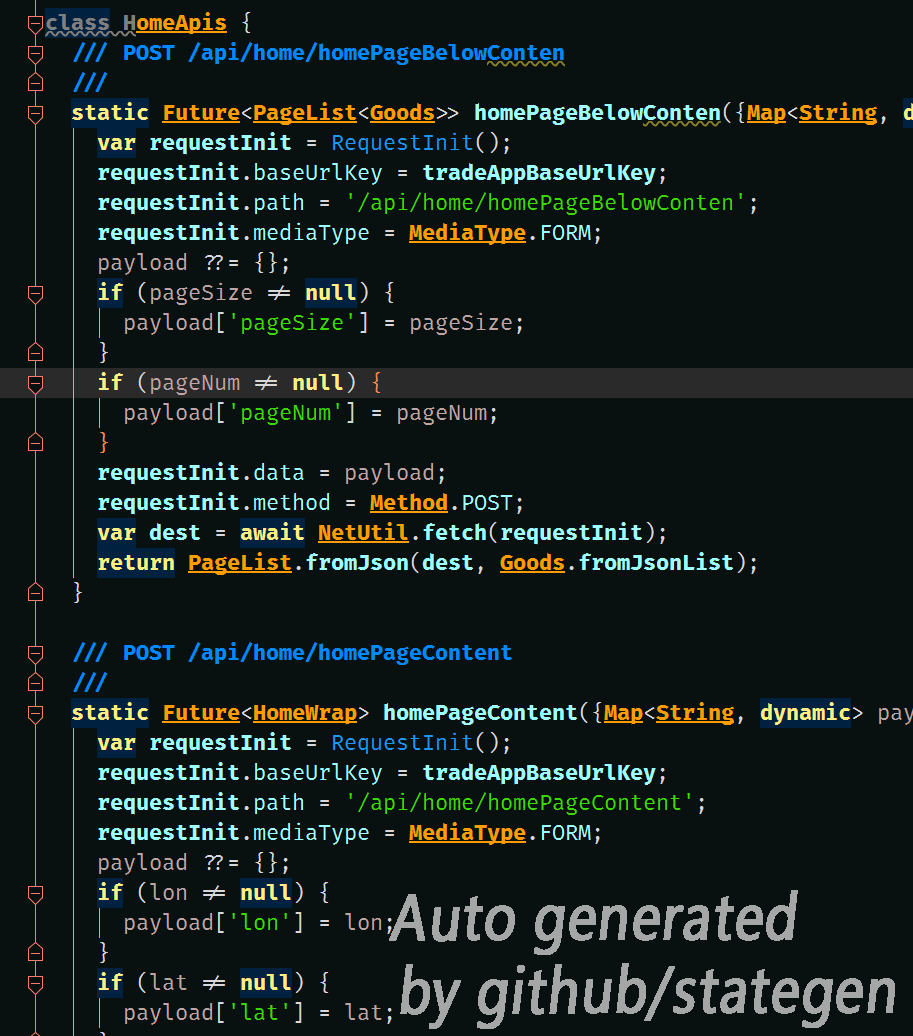 class HomeApis {
/// POST /api/home/homePageBelowConten
///
static Future<PageList<Goods>> homePageBelowConten({Map<String, d
var requestInit = RequestInit();
requestInit.baseUrlKey = tradeAppBaseUrlKey;
requestInit.path = '/api/home/homePageBelowConten';
requestInit.mediaType = MediaType.FORM;
payload ??= {};
if (pageSize != null) {
payload['pageSize'] = pageSize;
}
if (pageNum != null) {
payload['pageNum'] = pageNum;
}
requestInit.data = payload;
requestInit.method = Method.POST;
var dest = await NetUtil.fetch(requestInit);
return PageList.fromJson(dest, Goods.fromJsonList);
}
/// POST /api/home/homePageContent
///
static Future<HomeWrap> homePageContent({Map<String, dynamic> pay
var requestInit = RequestInit();
requestInit.baseUrlKey = tradeAppBaseUrlKey;
requestInit.path = '/api/home/homePageContent';
requestInit.mediaType = MediaType.FORM;
payload ??= {};
if (lon != null) {
payload['lon'] = lon;
}
if (lat != null) {
payload['lat'] = lat;
Auto generated
by github/stategen